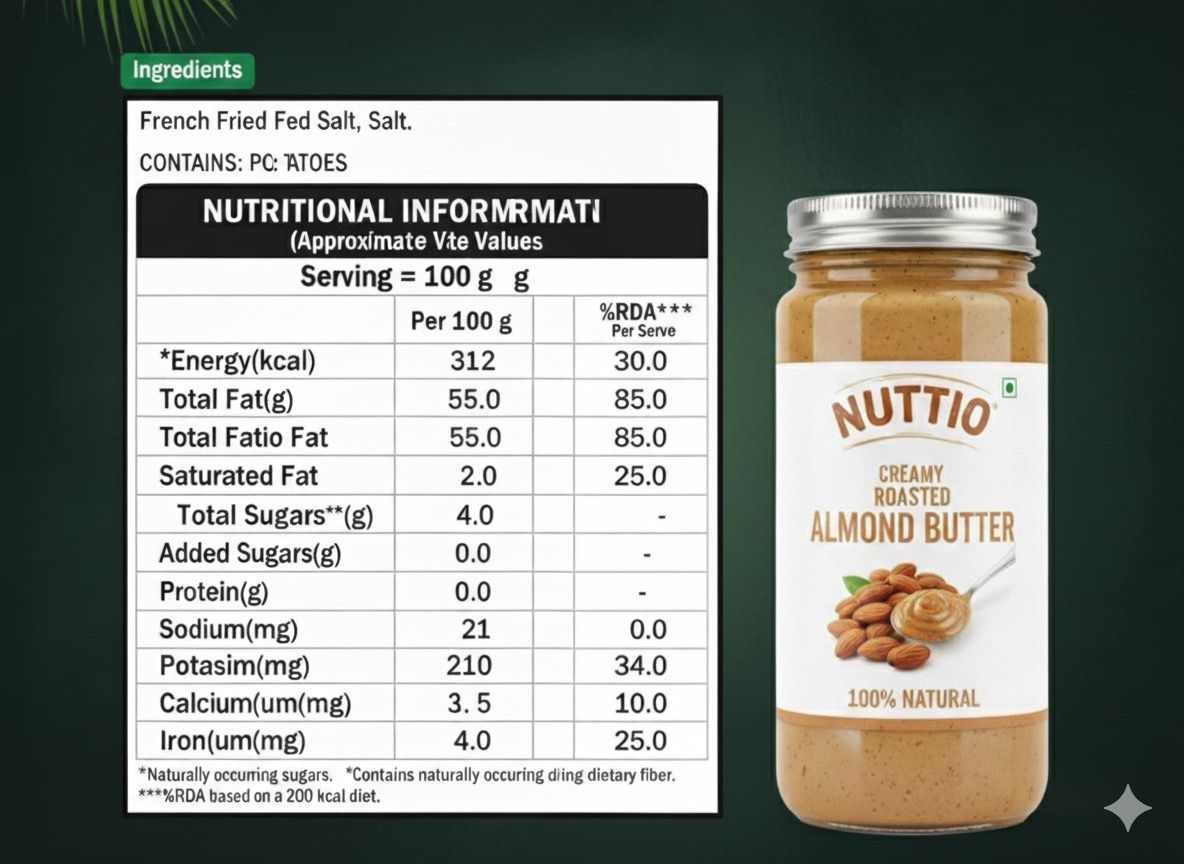 Ingredients
French Fried Fed Salt, Salt.
CONTAINS: PO: TATOES
NUTRITIONAL INFORMRMATI
(Approximate Vite Values
Serving = 100 g g
Per 100 g %RDA***
Per Serve
*Energy(kcal) 312 30.0
Total Fat(g) 55.0 85.0
Total Fatio Fat 55.0 85.0
Saturated Fat 2.0 25.0
Total Sugars**(g) 4.0 -
Added Sugars(g) 0.0 -
Protein(g) 0.0 -
Sodium(mg) 21 0.0
Potasim(mg) 210 34.0
Calcium(um(mg) 3. 5 10.0
Iron(um(mg) 4.0 25.0
*Naturally occurring sugars. *Contains naturally occuring diing dietary fiber.
***%RDA based on a 200 kcal diet.
NUTTIO
CREAMY
ROASTED
ALMOND BUTTER
100% NATURAL